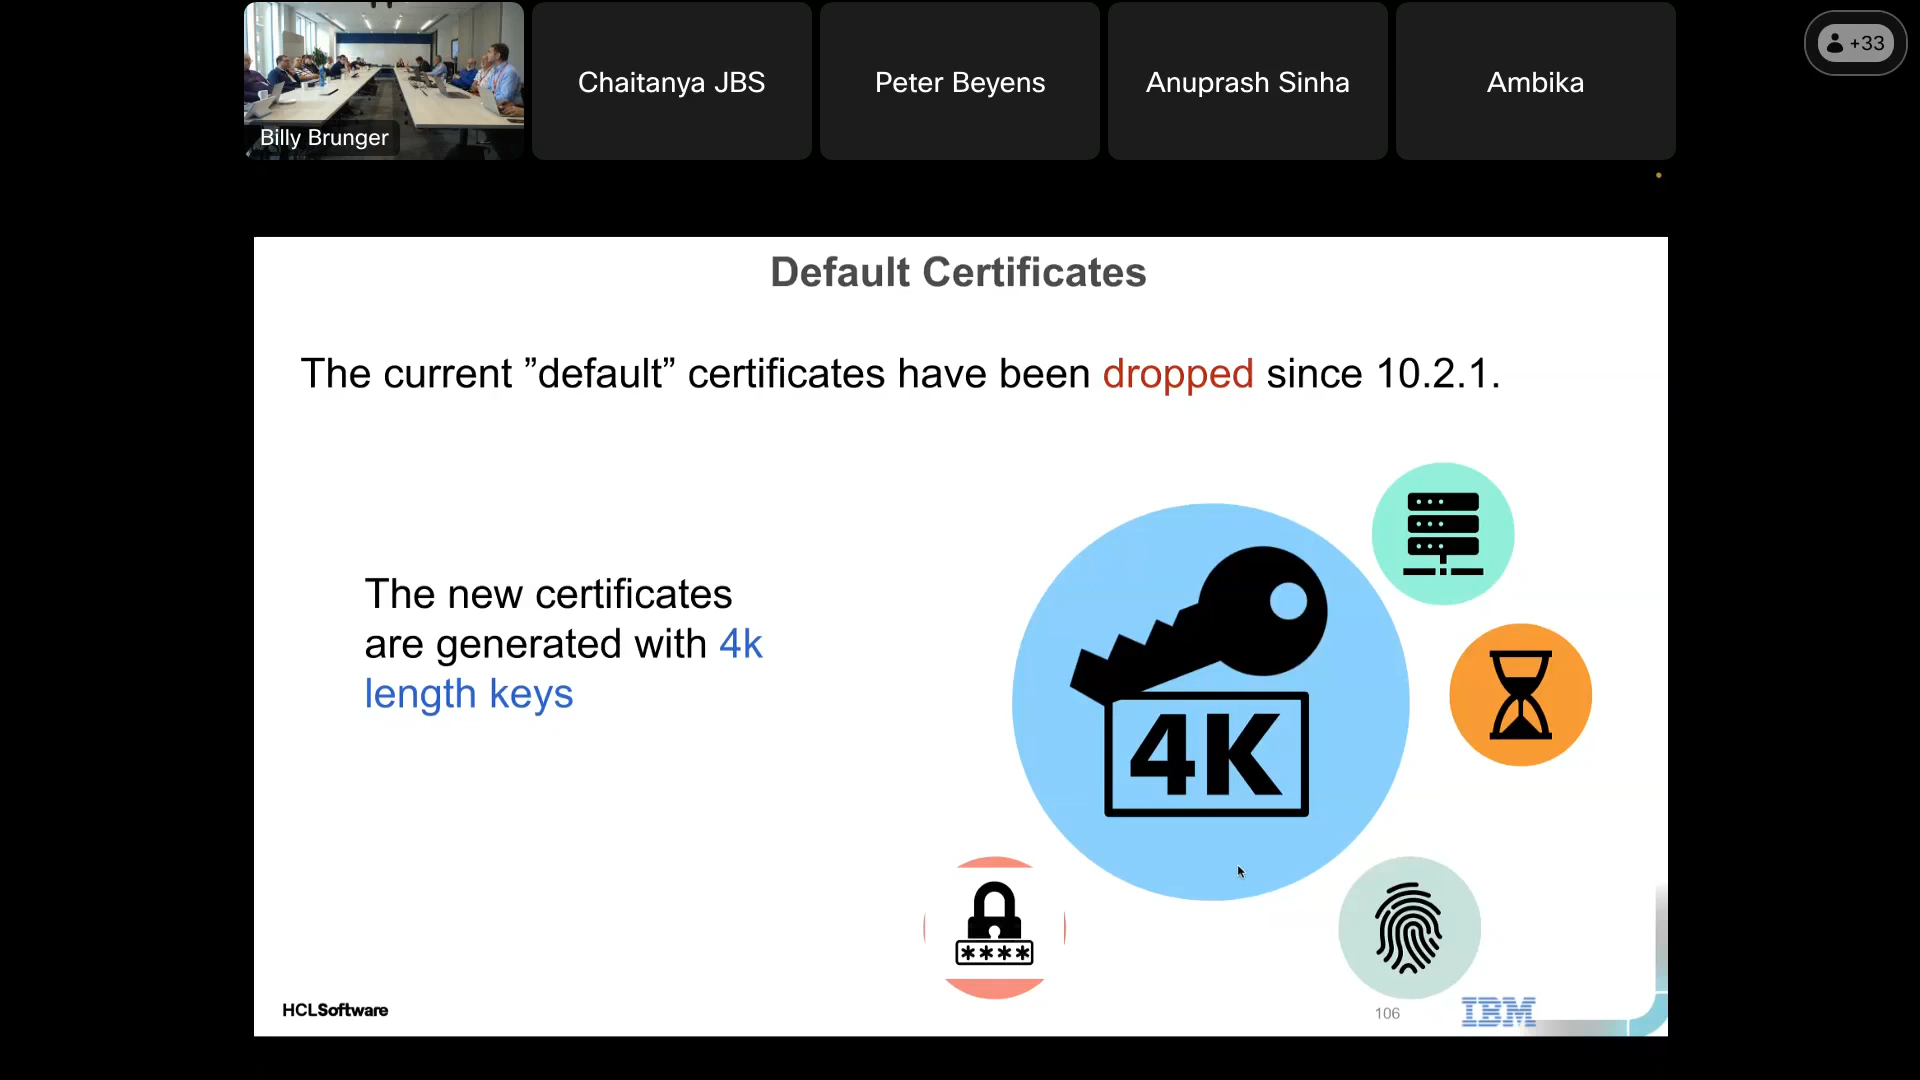 Billy Brunger
Chaitanya JBS
Peter Beyens
Anuprash Sinha
Ambika
+33
Default Certificates
The current ”default” certificates have been dropped since 10.2.1.
The new certificates
are generated with 4k
length keys
4K
****
HCLSoftware
106
IBM